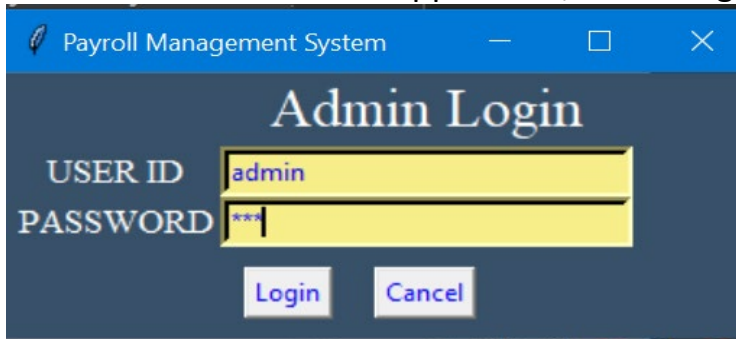 Payroll Management System
Admin Login
USER ID admin
PASSWORD ***
Login Cancel